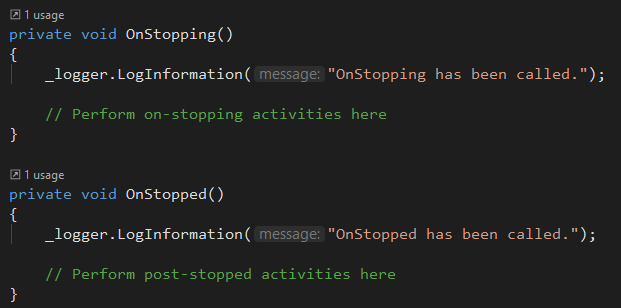 1 usage
private void OnStopping()
{
_logger.LogInformation( message: "OnStopping has been called.");
// Perform on-stopping activities here
}
1 usage
private void OnStopped()
{
_logger.LogInformation( message: "OnStopped has been called.");
// Perform post-stopped activities here
}